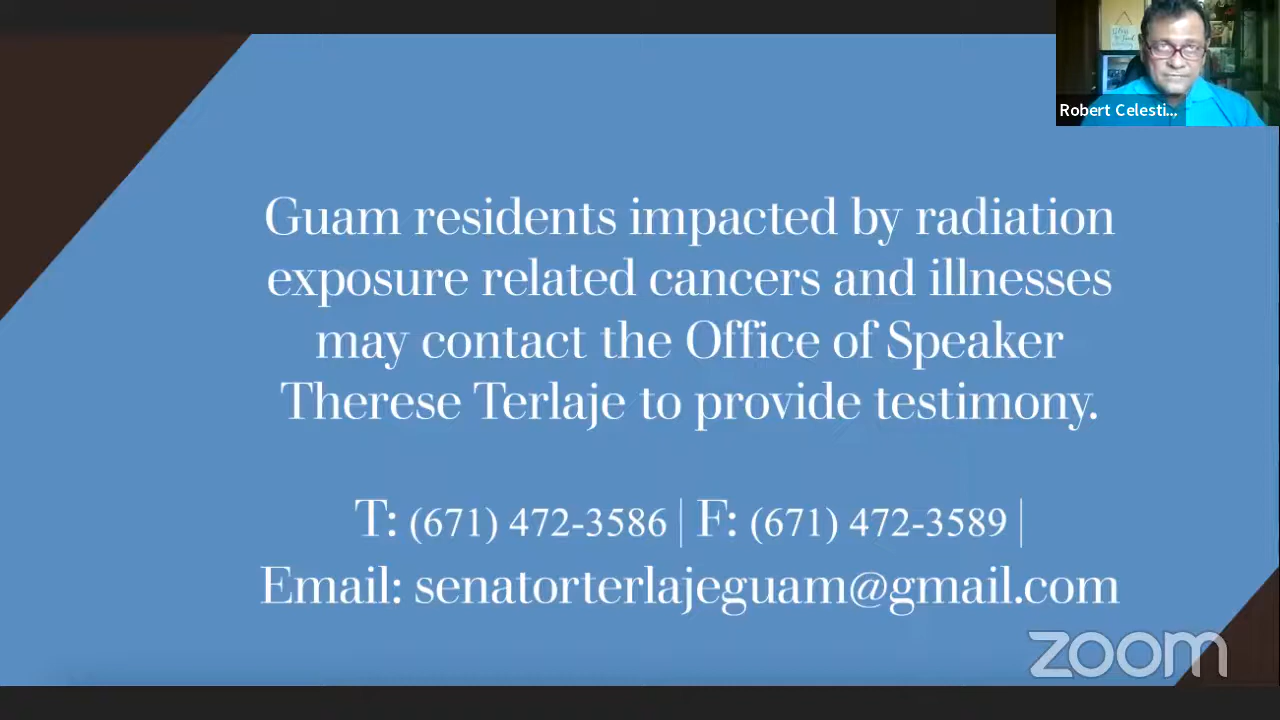 Robert Celesti...
Guam residents impacted by radiation
exposure related cancers and illnesses
may contact the Office of Speaker
Therese Terlaje to provide testimony.
T: (671) 472-3586 | F: (671) 472-3589 |
Email: senatorterlajeguam@gmail.com
zoom